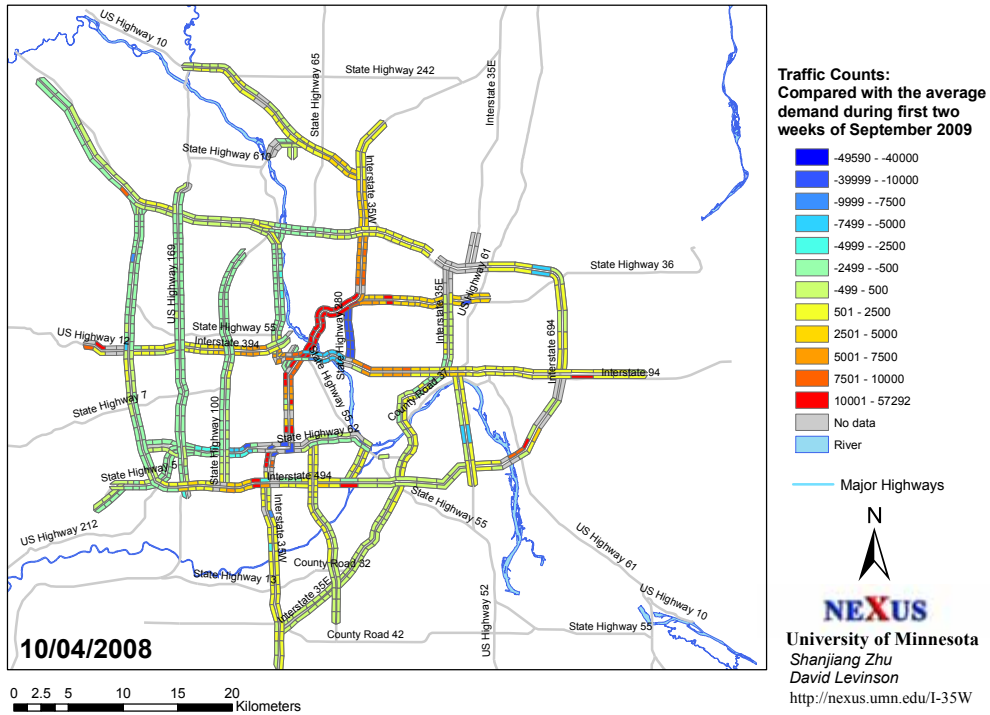 US Highway 10
State Highway 65
State Highway 242
Interstate 35E
State Highway 610
Interstate 35W
US Highway 169
US Highway 61
State Highway 36
Interstate 35E
State Highway 280
State Highway 55
US Highway 12
Interstate 394
Interstate 694
Interstate 94
State Highway 55
County Road 37
State Highway 7
State Highway 100
State Highway 62
State Highway 5
Interstate 494
State Highway 55
Interstate 35W
US Highway 212
US Highway 61
County Road 32
State Highway 13
Interstate 35E
US Highway 52
US Highway 10
State Highway 55
County Road 42
10/04/2008
0 2.5 5 10 15 20
Kilometers
Traffic Counts:
Compared with the average
demand during first two
weeks of September 2009
-49590 - -40000
-39999 - -10000
-9999 - -7500
-7499 - -5000
-4999 - -2500
-2499 - -500
-499 - 500
501 - 2500
2501 - 5000
5001 - 7500
7501 - 10000
10001 - 57292
No data
River
Major Highways
N
NEXUS
University of Minnesota
Shanjiang Zhu
David Levinson
http://nexus.umn.edu/I-35W